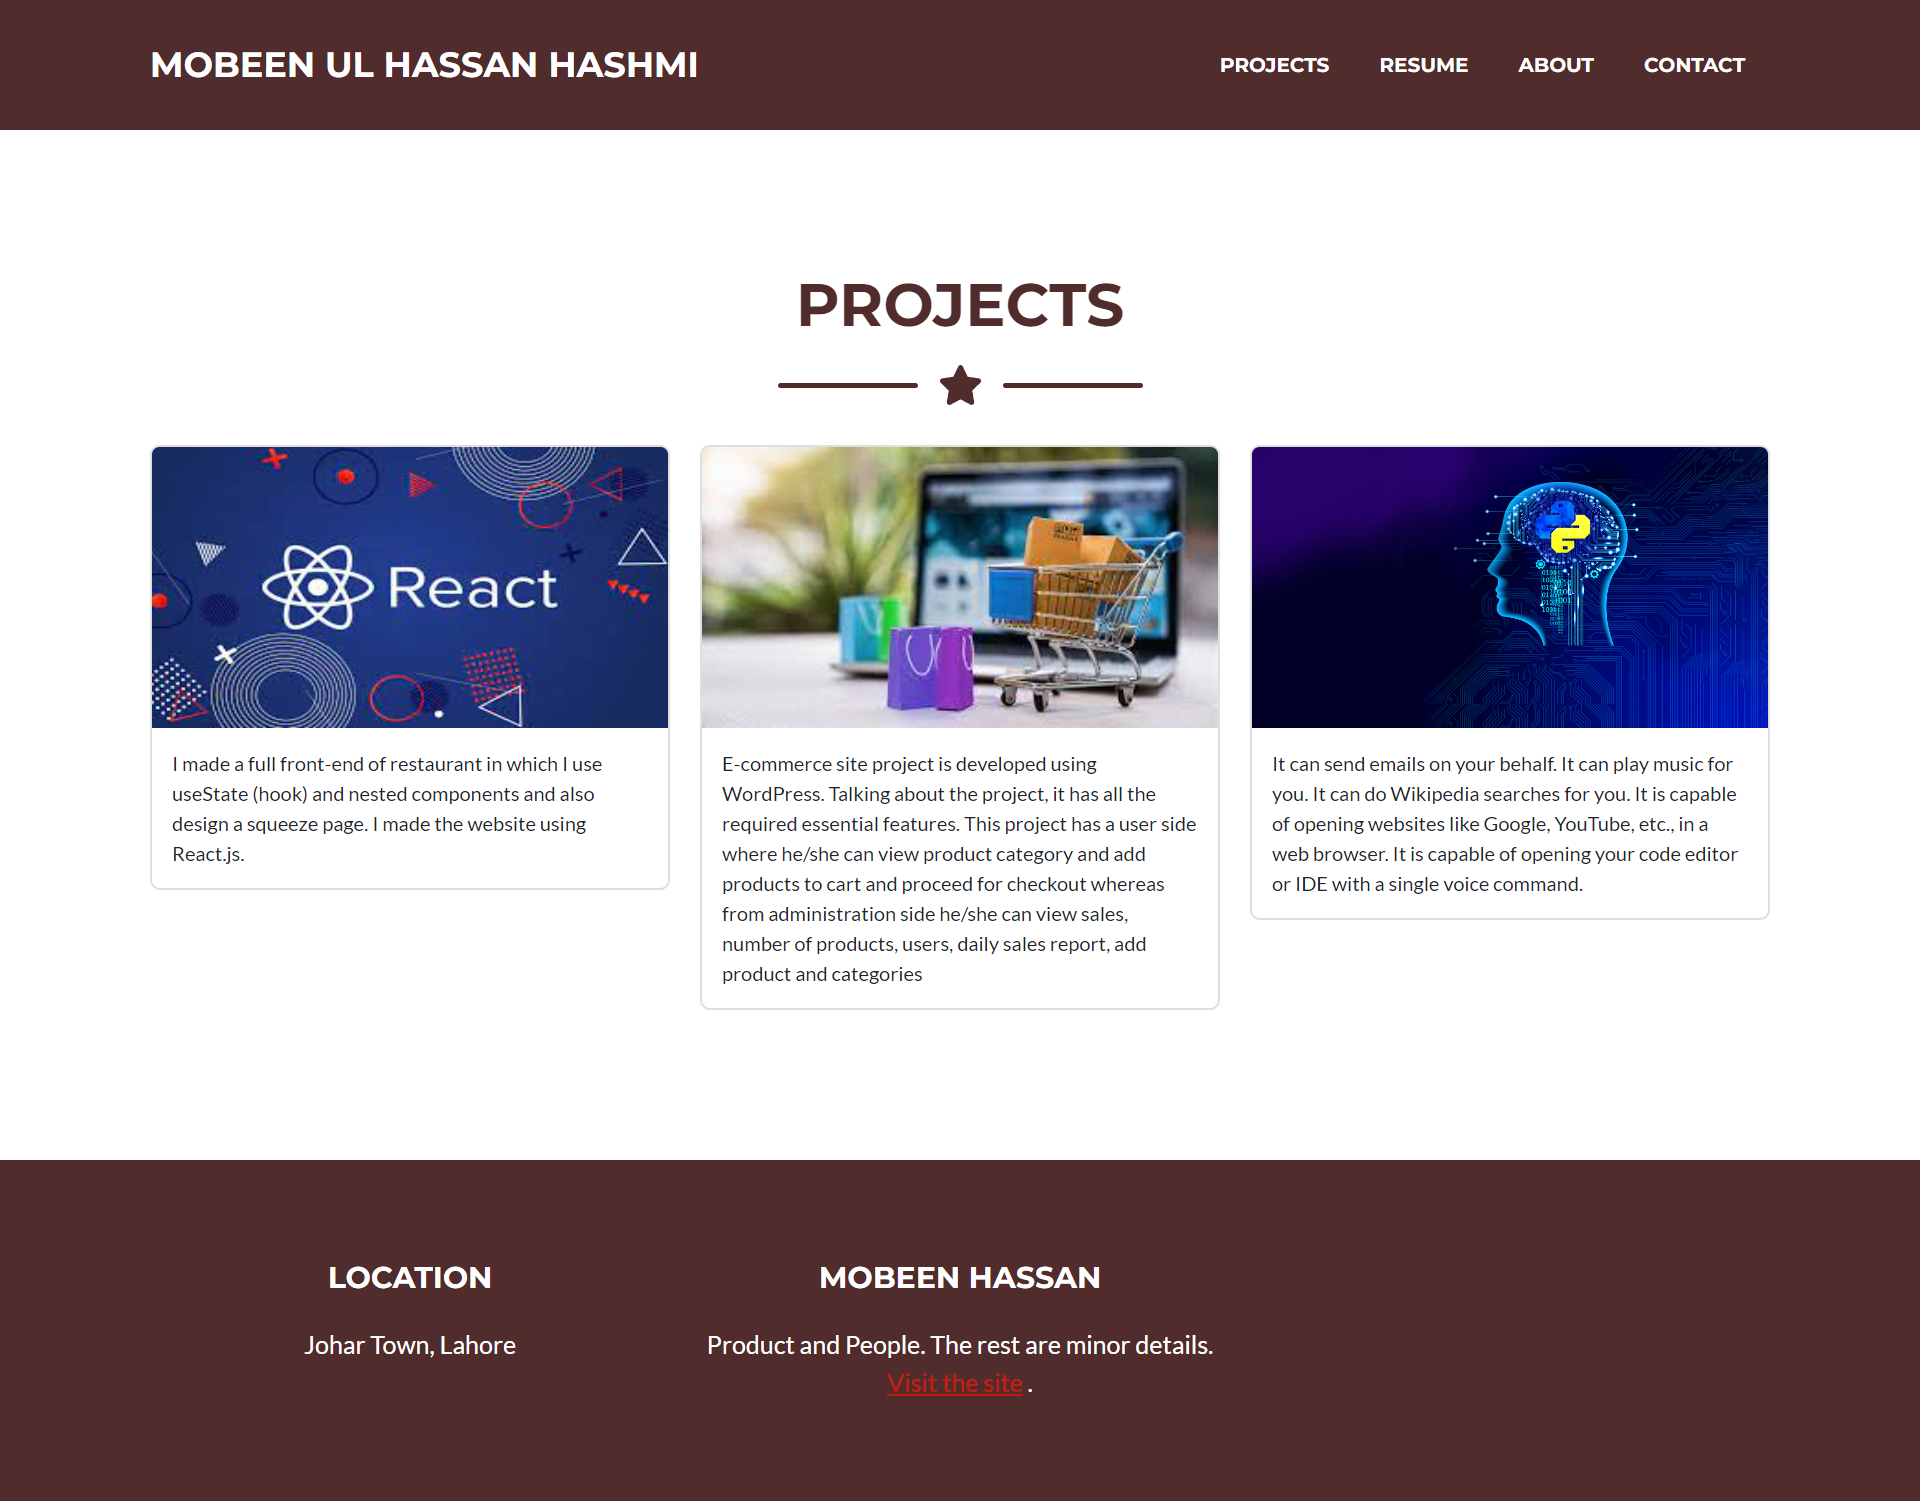 MOBEEN UL HASSAN HASHMI
PROJECTS
RESUME
ABOUT
CONTACT
PROJECTS
React
I made a full front-end of restaurant in which I use
useState (hook) and nested components and also
design a squeeze page. I made the website using
React.js.
E-commerce site project is developed using
WordPress. Talking about the project, it has all the
required essential features. This project has a user side
where he/she can view product category and add
products to cart and proceed for checkout whereas
from administration side he/she can view sales,
number of products, users, daily sales report, add
product and categories
It can send emails on your behalf. It can play music for
you. It can do Wikipedia searches for you. It is capable
of opening websites like Google, YouTube, etc., in a
web browser. It is capable of opening your code editor
or IDE with a single voice command.
LOCATION
Johar Town, Lahore
MOBEEN HASSAN
Product and People. The rest are minor details.
Visit the site .